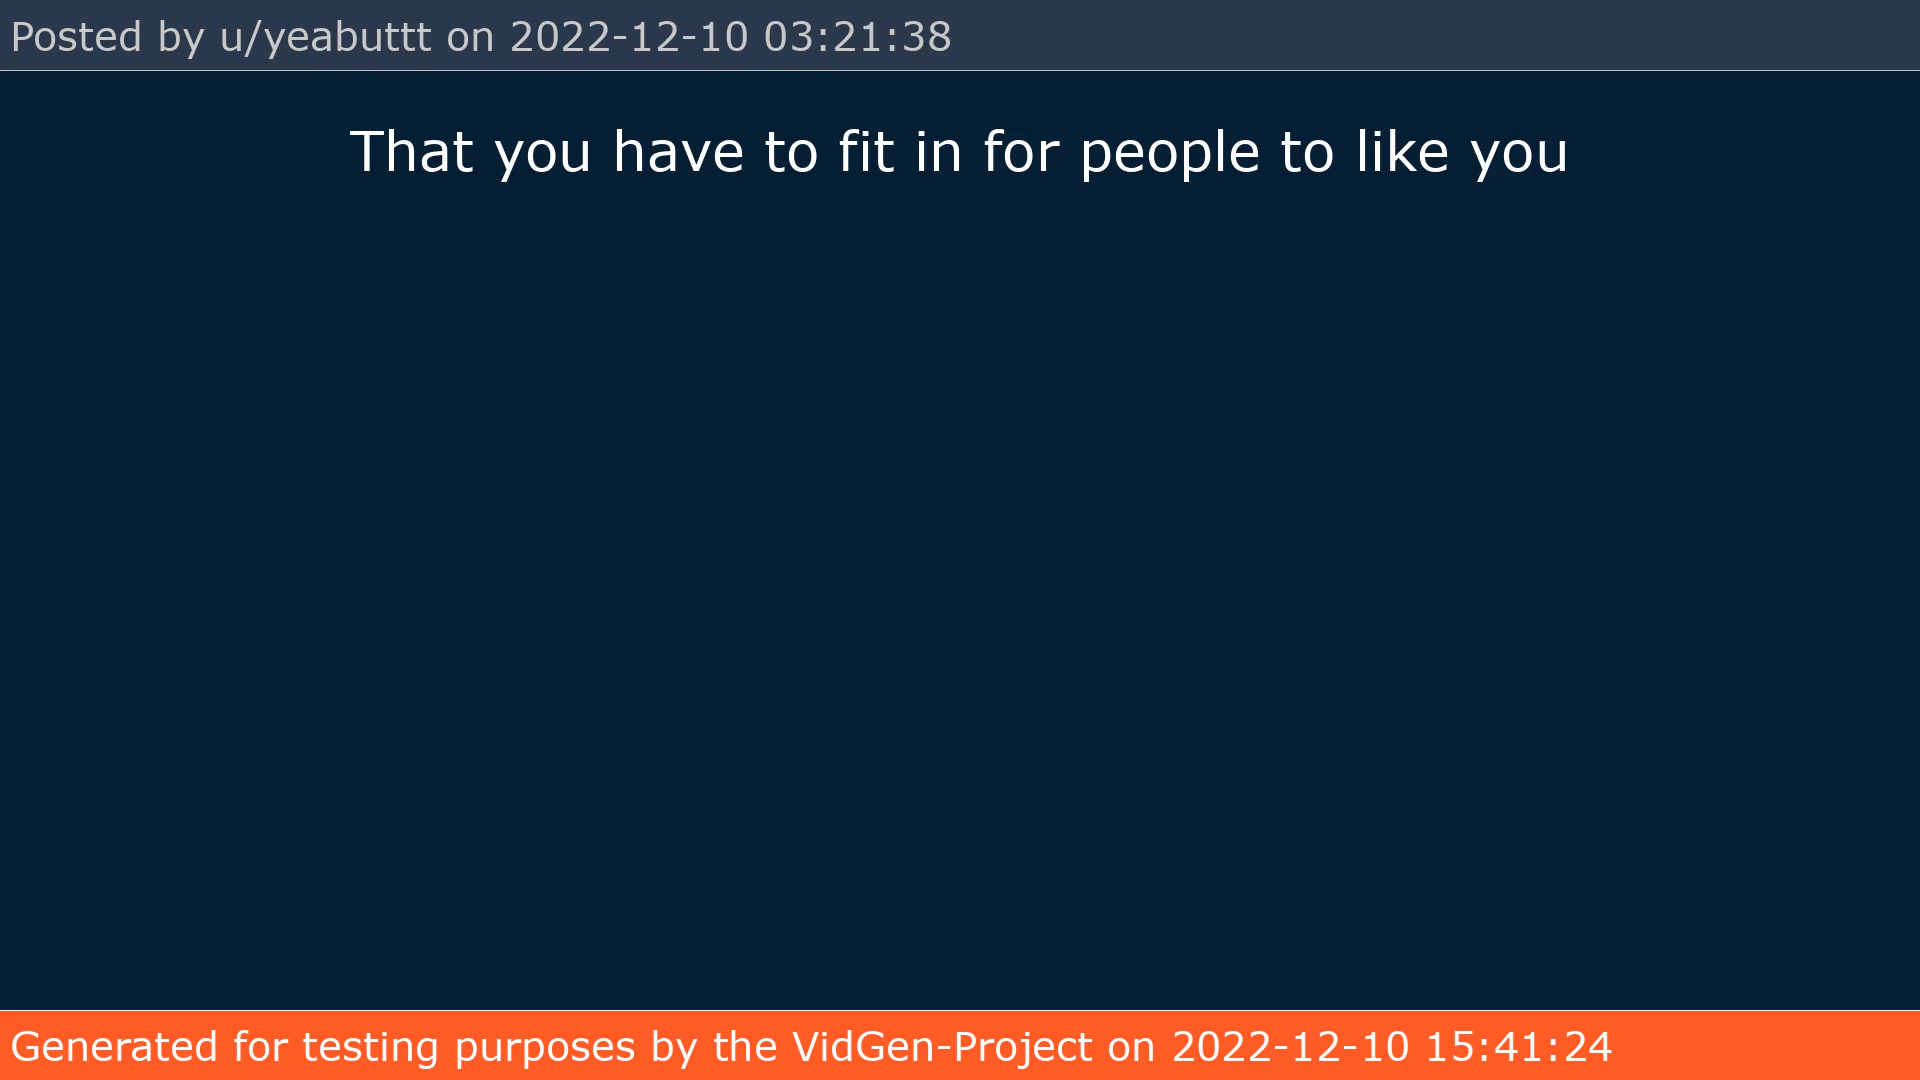 Posted by u/yeabuttt on 2022-12-10 03:21:38
That you have to fit in for people to like you
Generated for testing purposes by the VidGen-Project on 2022-12-10 15:41:24